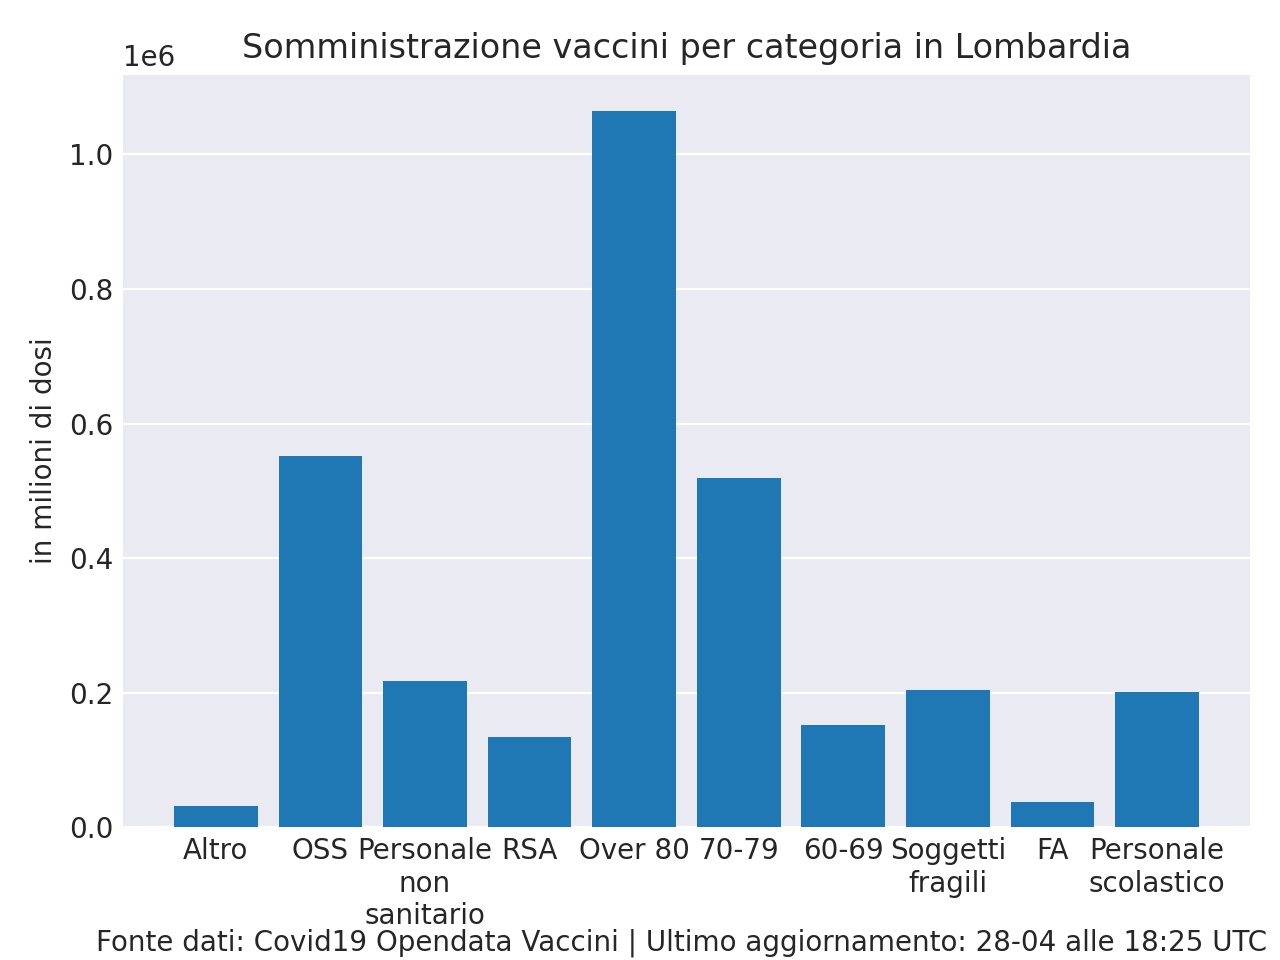 Somministrazione vaccini per categoria in Lombardia
1e6
1.0
0.8
0.6
0.4
0.2
0.0
in milioni di dosi
Altro
OSS
Personale
non
sanitario
RSA
Over 80
70-79
60-69
Soggetti
fragili
FA
Personale
scolastico
Fonte dati: Covid19 Opendata Vaccini | Ultimo aggiornamento: 28-04 alle 18:25 UTC